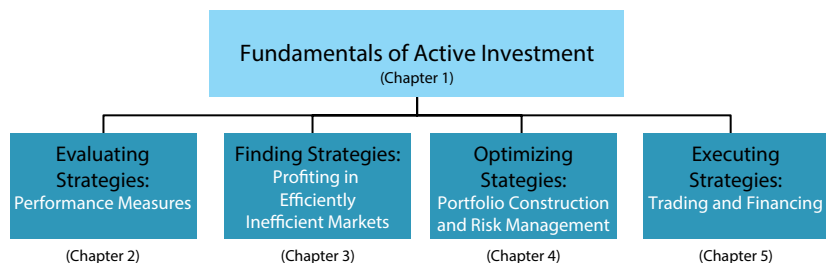 Fundamentals of Active Investment
(Chapter 1)
Evaluating
Strategies:
Performance Measures
(Chapter 2)
Finding Strategies:
Profiting in
Efficiently
Inefficient Markets
(Chapter 3)
Optimizing
Stategies:
Portfolio Construction
and Risk Management
(Chapter 4)
Executing
Strategies:
Trading and Financing
(Chapter 5)